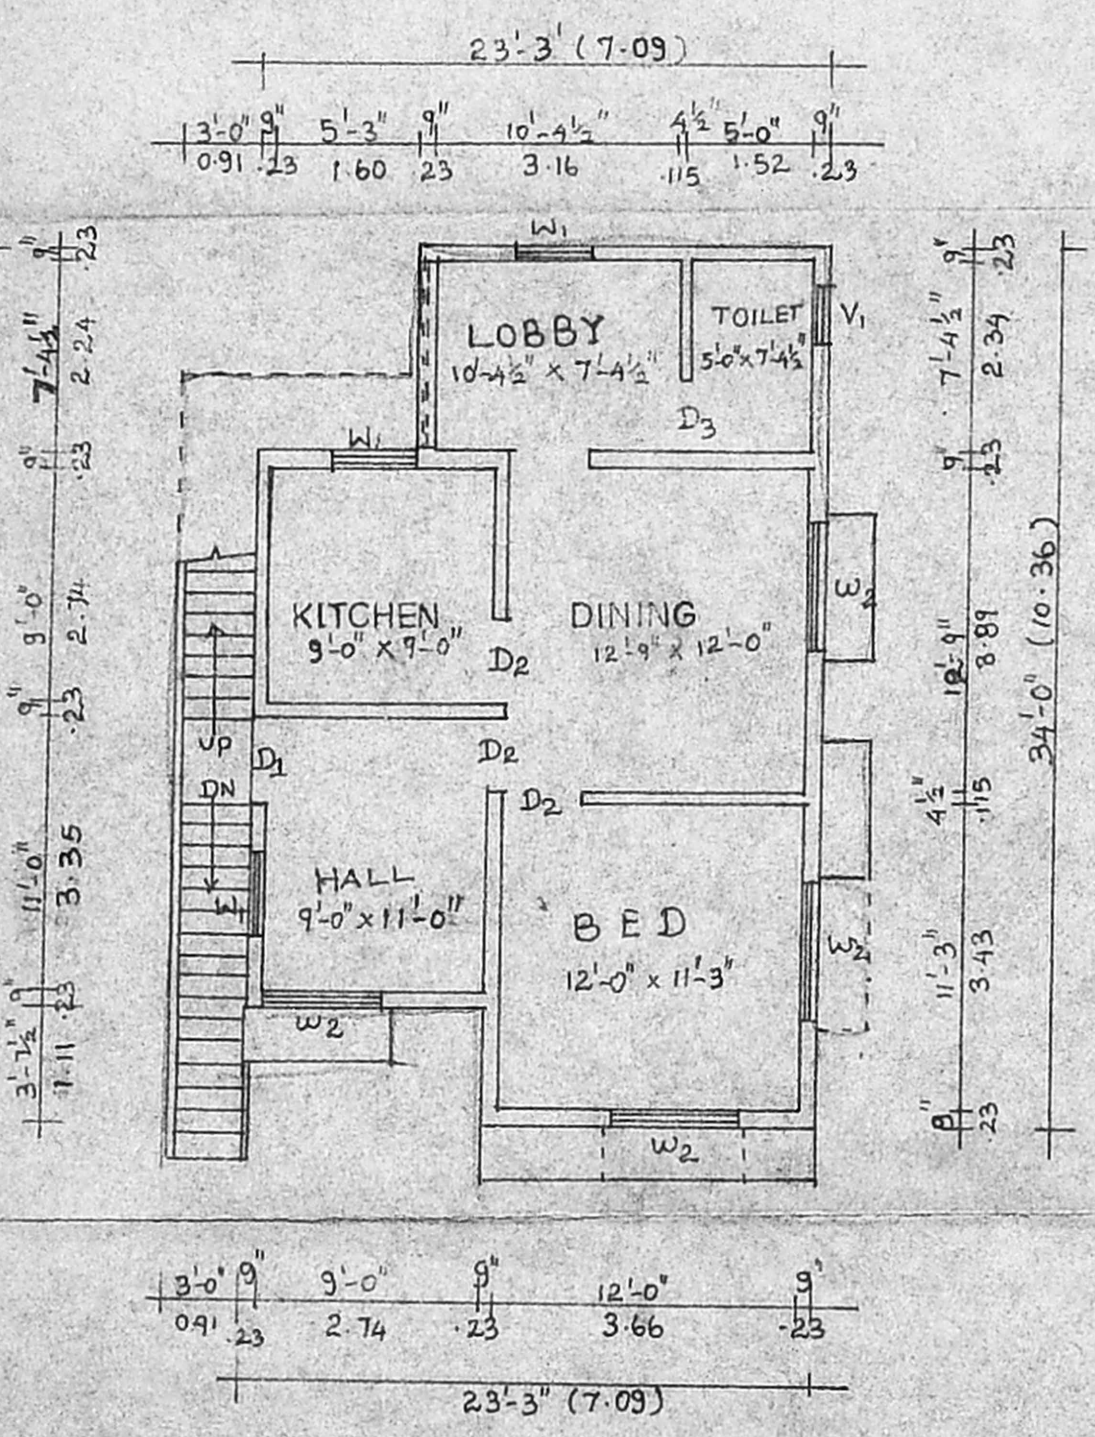 23'-3' (7.09)
3'-0" 9" 5'-3" 9" 10'-4½" 4½" 5'-0" 9"
0.91 .23 1.60 .23 3.16 .115 1.52 .23
W1
LOBBY
10'-4½" x 7'-4½"
TOILET
5'-0" x 7'-4½"
V1
D3
W1
KITCHEN
9'-0" x 9'-0"
DINING
12'-9" x 12'-0"
W2
D2
UP
D1
D2
DN
D2
HALL
9'-0" x 11'-0"
W1
BED
12'-0" x 11'-3"
W2
W2
W2
9" 7'-4½" 9" 9'-0" 9" 11'-0" 9" 3'-7½"
.23 2.24 .23 2.74 .23 3.35 .23 1.11
9" 7'-4½" 9" 9" 4½" 11'-3"
.23 2.34 .23 3.89 .115 3.43 .23
34'-0" (10.36)
3'-0" 9" 9'-0" 9" 12'-0" 9"
0.91 .23 2.74 .23 3.66 .23
23'-3" (7.09)